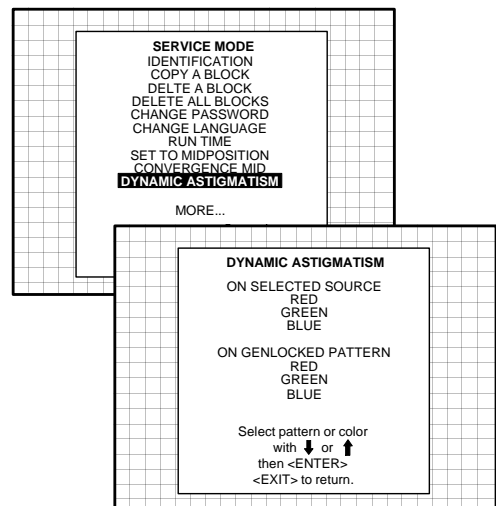 SERVICE MODE
IDENTIFICATION
COPY A BLOCK
DELTE A BLOCK
DELETE ALL BLOCKS
CHANGE PASSWORD
CHANGE LANGUAGE
RUN TIME
SET TO MIDPOSITION
CONVERGENCE MID
DYNAMIC ASTIGMATISM
MORE...
DYNAMIC ASTIGMATISM
ON SELECTED SOURCE
RED
GREEN
BLUE
ON GENLOCKED PATTERN
RED
GREEN
BLUE
Select pattern or color
with ⬇ or ⬆
then <ENTER>
<EXIT> to return.